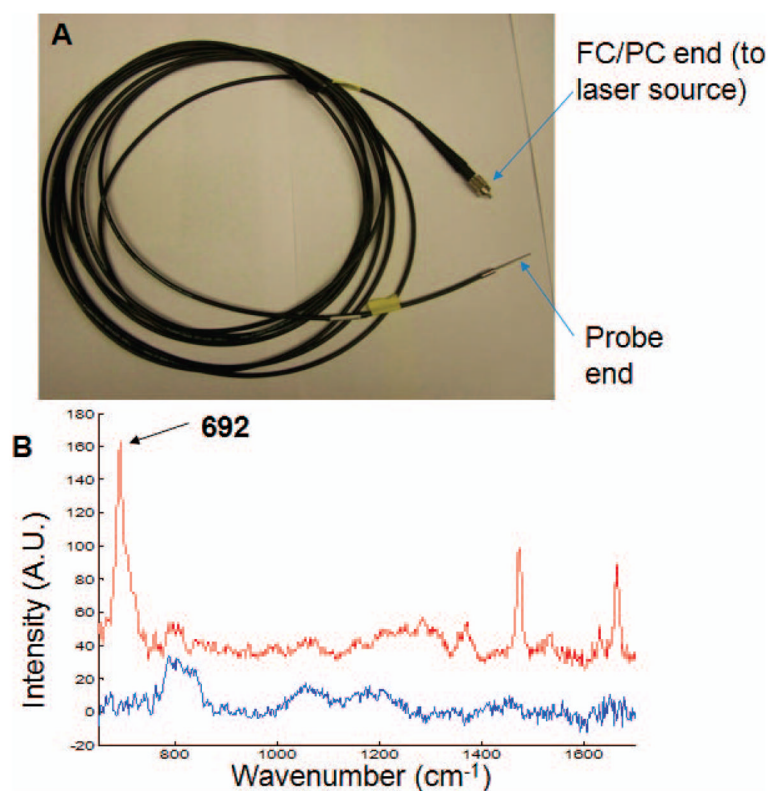 A
FC/PC end (to
laser source)
Probe
end
B
692
180
160
140
120
100
80
60
40
20
0
-20
Intensity (A.U.)
800
1000
1200
1400
1600
Wavenumber (cm⁻¹)